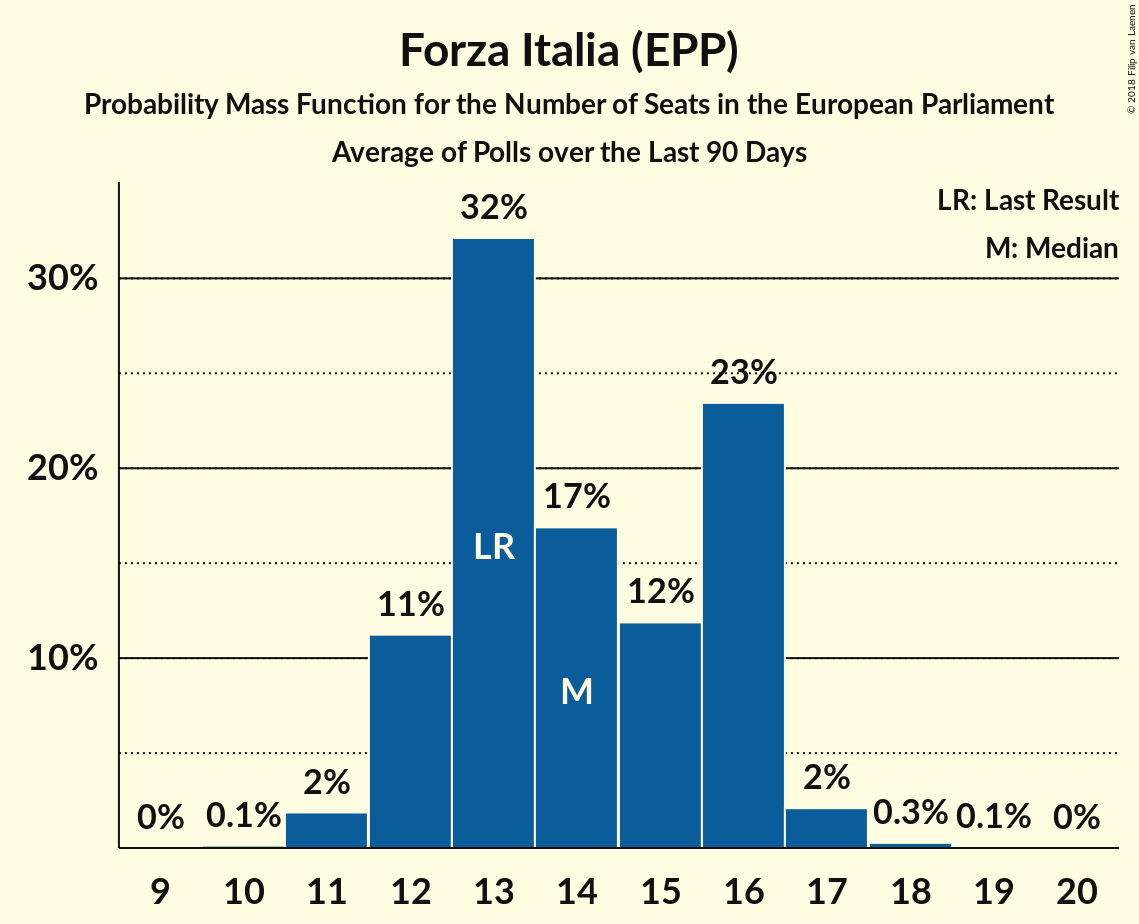 Forza Italia (EPP)
Probability Mass Function for the Number of Seats in the European Parliament
Average of Polls over the Last 90 Days
© 2018 Filip van Laenen
LR: Last Result
M: Median
30%
20%
10%
0%
0.1%
2%
11%
32%
17%
12%
23%
2%
0.3%
0.1%
0%
LR
M
9 10 11 12 13 14 15 16 17 18 19 20